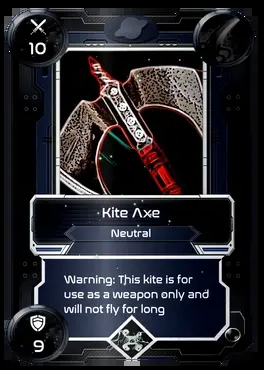 10
Kite Axe
Neutral
Warning: This kite is for
use as a weapon only and
will not fly for long
9